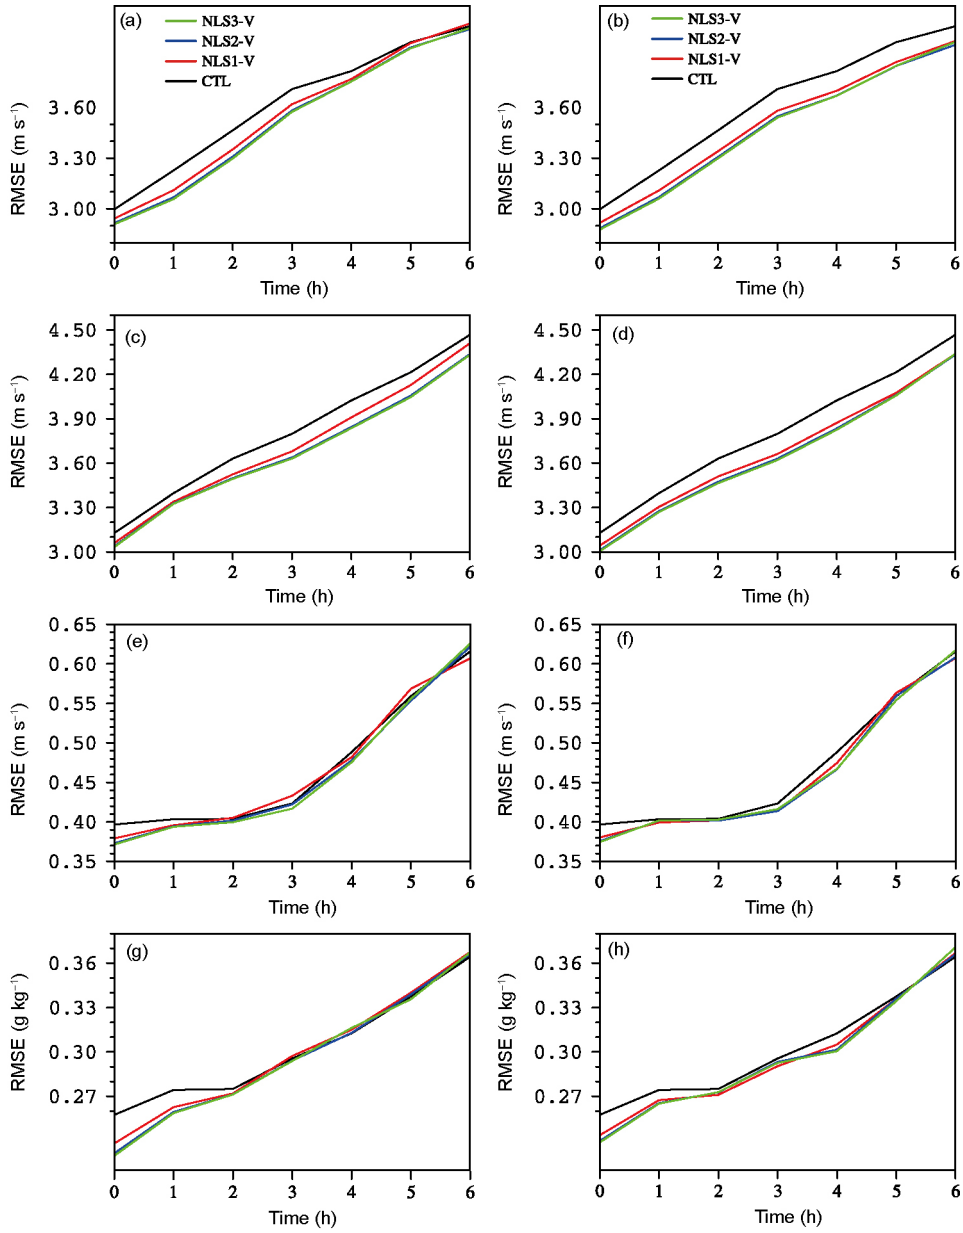 (a)
NLS3-V
NLS2-V
NLS1-V
CTL
3.60
3.30
3.00
RMSE (m s⁻¹)
0 1 2 3 4 5 6
Time (h)
(b)
NLS3-V
NLS2-V
NLS1-V
CTL
3.60
3.30
3.00
RMSE (m s⁻¹)
0 1 2 3 4 5 6
Time (h)
(c)
4.50
4.20
3.90
3.60
3.30
3.00
RMSE (m s⁻¹)
0 1 2 3 4 5 6
Time (h)
(d)
4.50
4.20
3.90
3.60
3.30
3.00
RMSE (m s⁻¹)
0 1 2 3 4 5 6
Time (h)
(e)
0.65
0.60
0.55
0.50
0.45
0.40
0.35
RMSE (m s⁻¹)
0 1 2 3 4 5 6
Time (h)
(f)
0.65
0.60
0.55
0.50
0.45
0.40
0.35
RMSE (m s⁻¹)
0 1 2 3 4 5 6
Time (h)
(g)
0.36
0.33
0.30
0.27
RMSE (g kg⁻¹)
0 1 2 3 4 5 6
Time (h)
(h)
0.36
0.33
0.30
0.27
RMSE (g kg⁻¹)
0 1 2 3 4 5 6
Time (h)